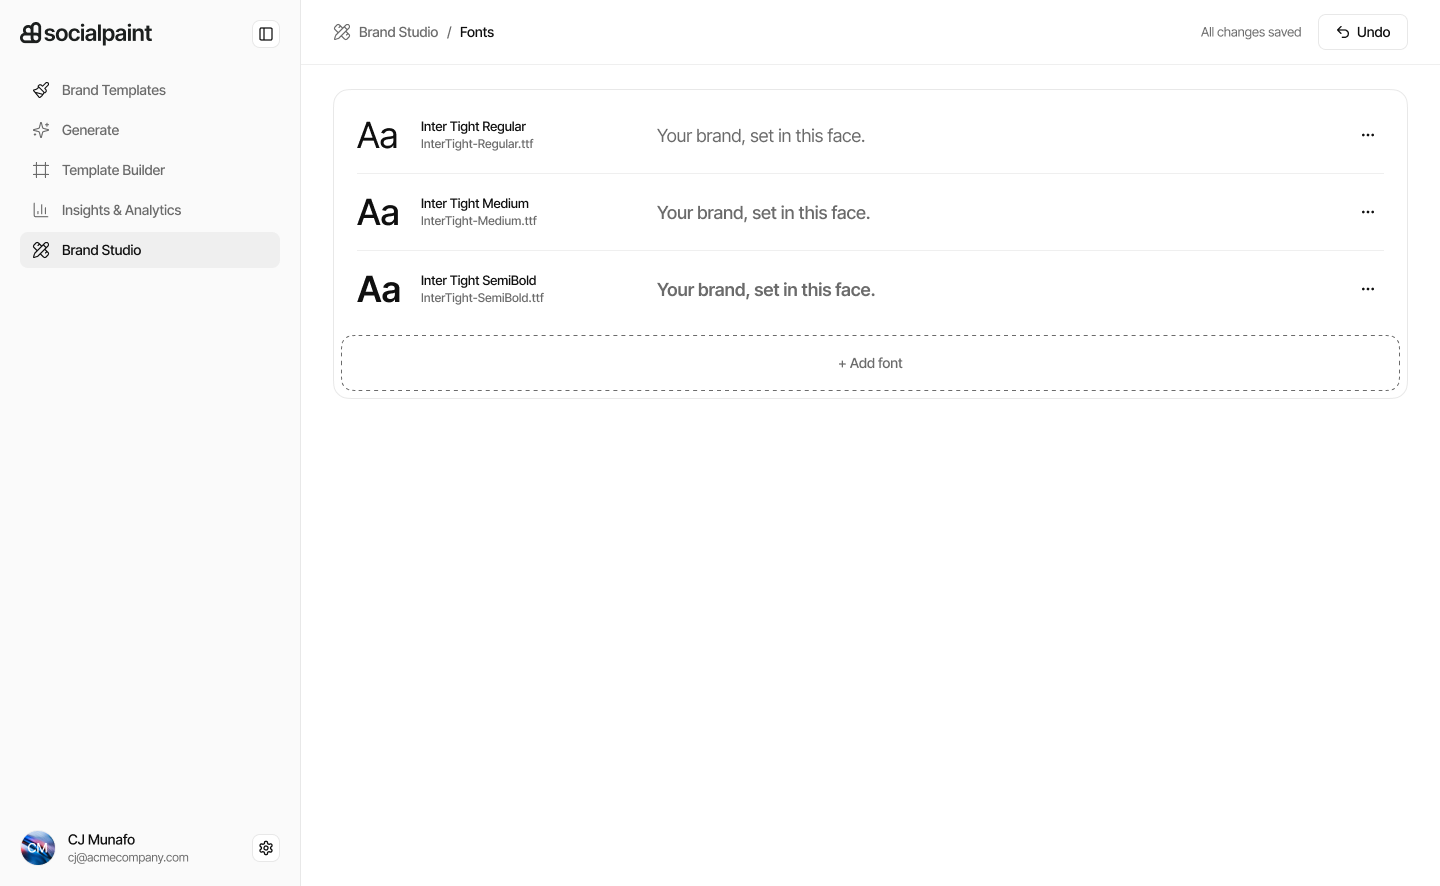 socialpaint
Brand Templates
Generate
Template Builder
Insights & Analytics
Brand Studio
CJ Munafo
cj@acmecompany.com
CM
Brand Studio / Fonts
All changes saved
Undo
Aa
Inter Tight Regular
InterTight-Regular.ttf
Your brand, set in this face.
Aa
Inter Tight Medium
InterTight-Medium.ttf
Your brand, set in this face.
Aa
Inter Tight SemiBold
InterTight-SemiBold.ttf
Your brand, set in this face.
+ Add font